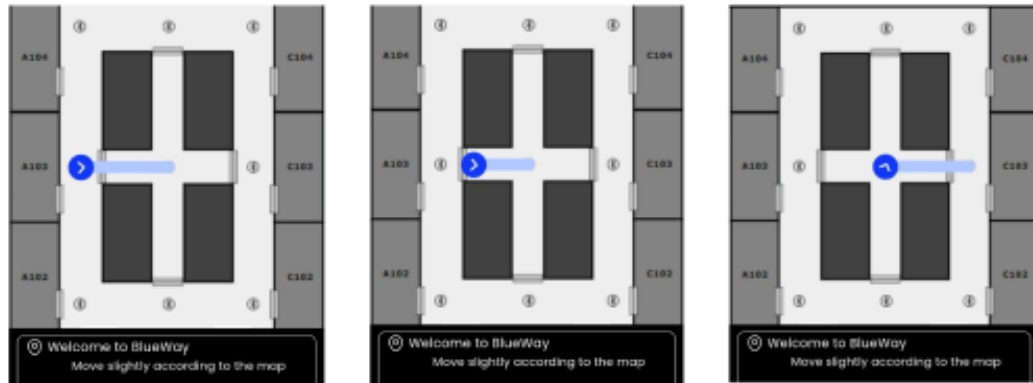 A104
C104
A103
C103
A102
C102
Welcome to BlueWay
Move slightly according to the map
A104
C104
A103
C103
A102
C102
Welcome to BlueWay
Move slightly according to the map
A104
C104
A103
C103
A102
C102
Welcome to BlueWay
Move slightly according to the map